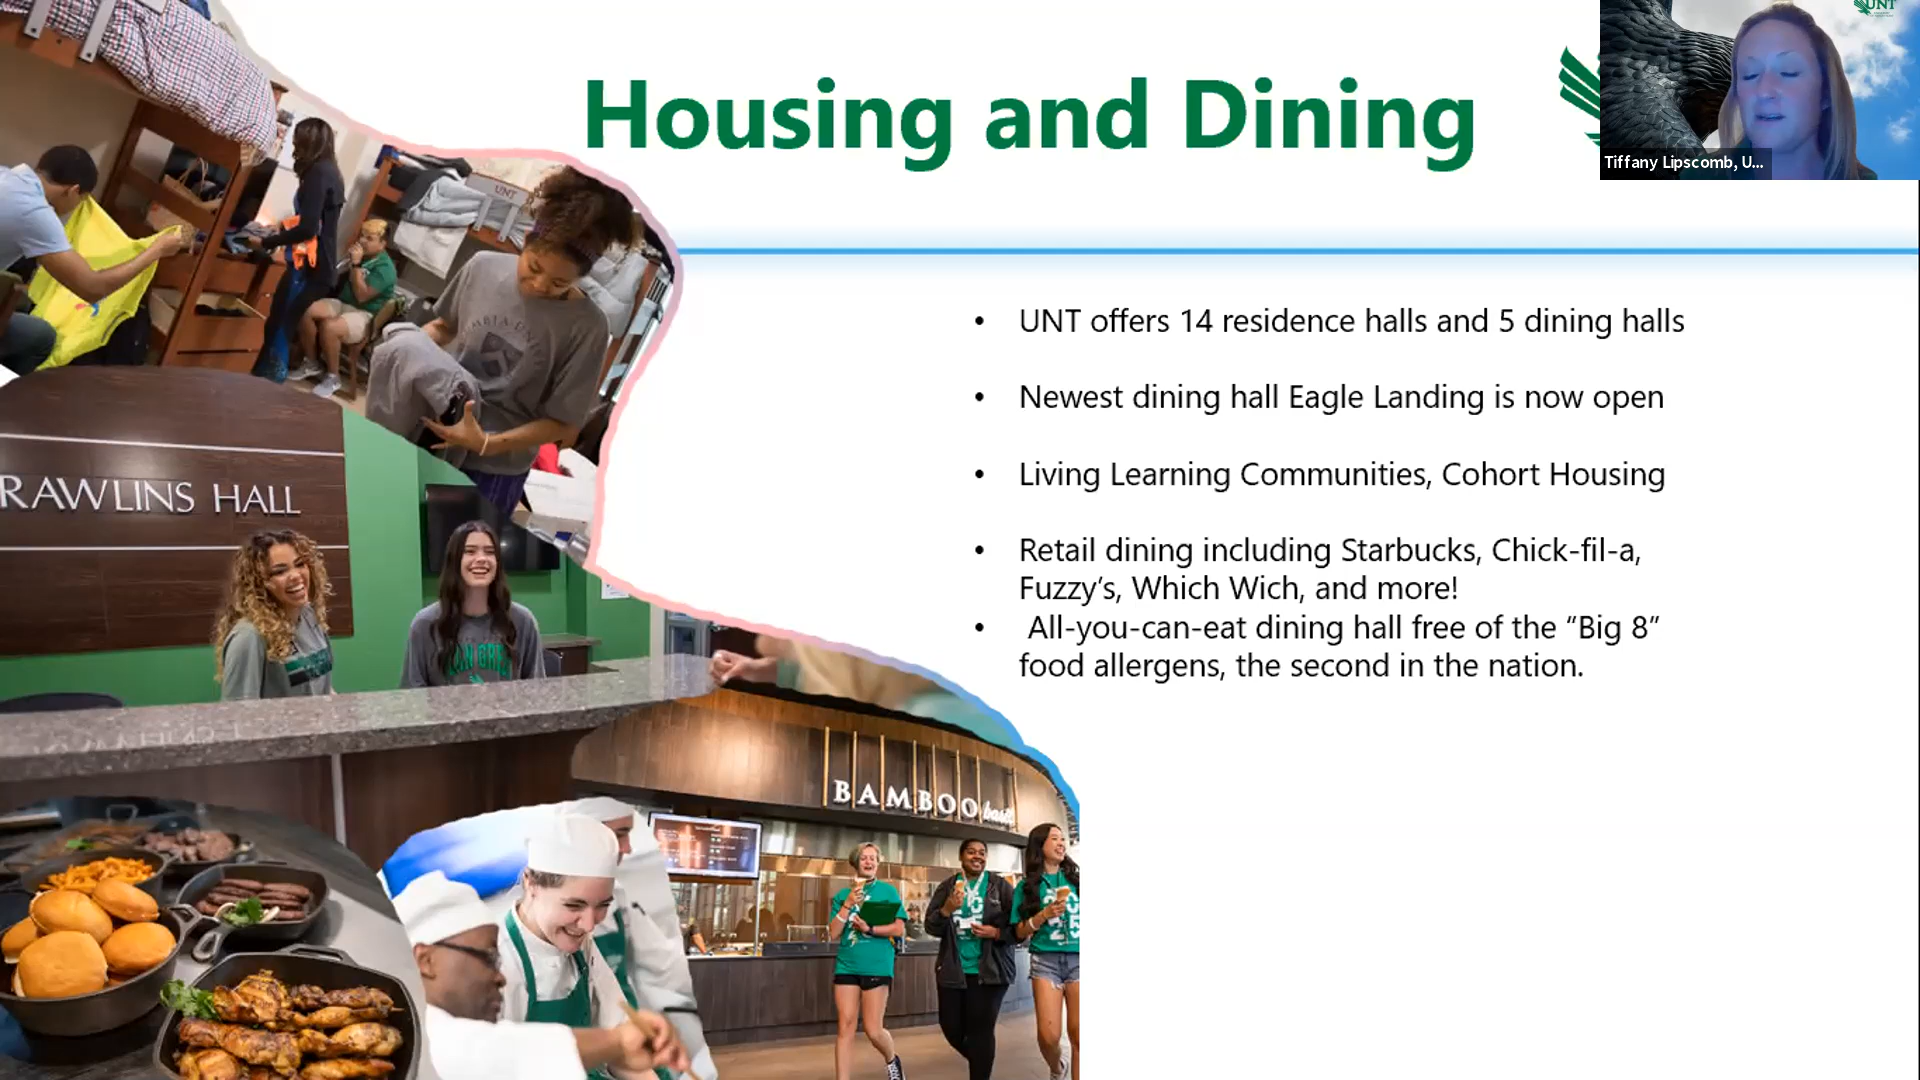 Housing and Dining
UNT
Tiffany Lipscomb, U...
UNT
• UNT offers 14 residence halls and 5 dining halls
• Newest dining hall Eagle Landing is now open
• Living Learning Communities, Cohort Housing
• Retail dining including Starbucks, Chick-fil-a,
Fuzzy’s, Which Wich, and more!
• All-you-can-eat dining hall free of the “Big 8”
food allergens, the second in the nation.
RAWLINS HALL
BAMBOO